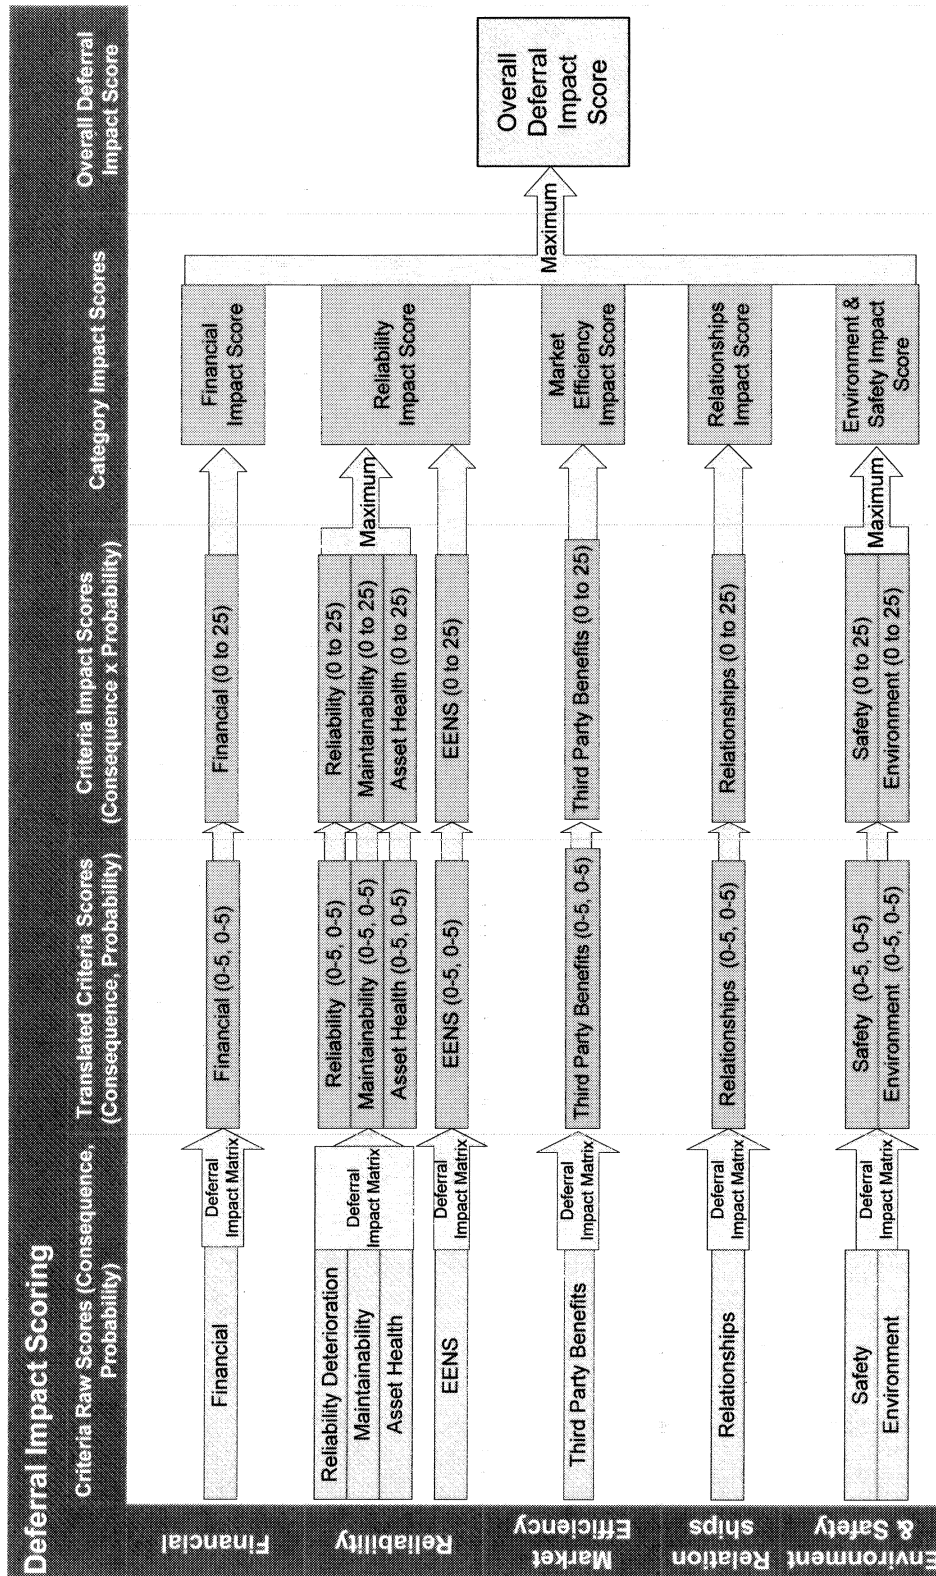 Deferral Impact Scoring
Criteria Raw Scores (Consequence,
Probability)
Translated Criteria Scores
(Consequence, Probability)
Criteria Impact Scores
(Consequence x Probability)
Category Impact Scores
Overall Deferral
Impact Score
Financial
Financial
Deferral
Impact Matrix
Financial (0-5, 0-5)
Financial (0 to 25)
Financial
Impact Score
Reliability
Reliability Deterioration
Maintainability
Asset Health
Deferral
Impact Matrix
Reliability (0-5, 0-5)
Maintainability (0-5, 0-5)
Asset Health (0-5, 0-5)
Reliability (0 to 25)
Maintainability (0 to 25)
Asset Health (0 to 25)
Maximum
Reliability
Impact Score
EENS
Deferral
Impact Matrix
EENS (0-5, 0-5)
EENS (0 to 25)
Market
Efficiency
Third Party Benefits
Deferral
Impact Matrix
Third Party Benefits (0-5, 0-5)
Third Party Benefits (0 to 25)
Market
Efficiency
Impact Score
Relation
ships
Relationships
Deferral
Impact Matrix
Relationships (0-5, 0-5)
Relationships (0 to 25)
Relationships
Impact Score
Environment
& Safety
Safety
Environment
Deferral
Impact Matrix
Safety (0-5, 0-5)
Environment (0-5, 0-5)
Safety (0 to 25)
Environment (0 to 25)
Maximum
Environment &
Safety Impact
Score
Maximum
Overall
Deferral
Impact
Score